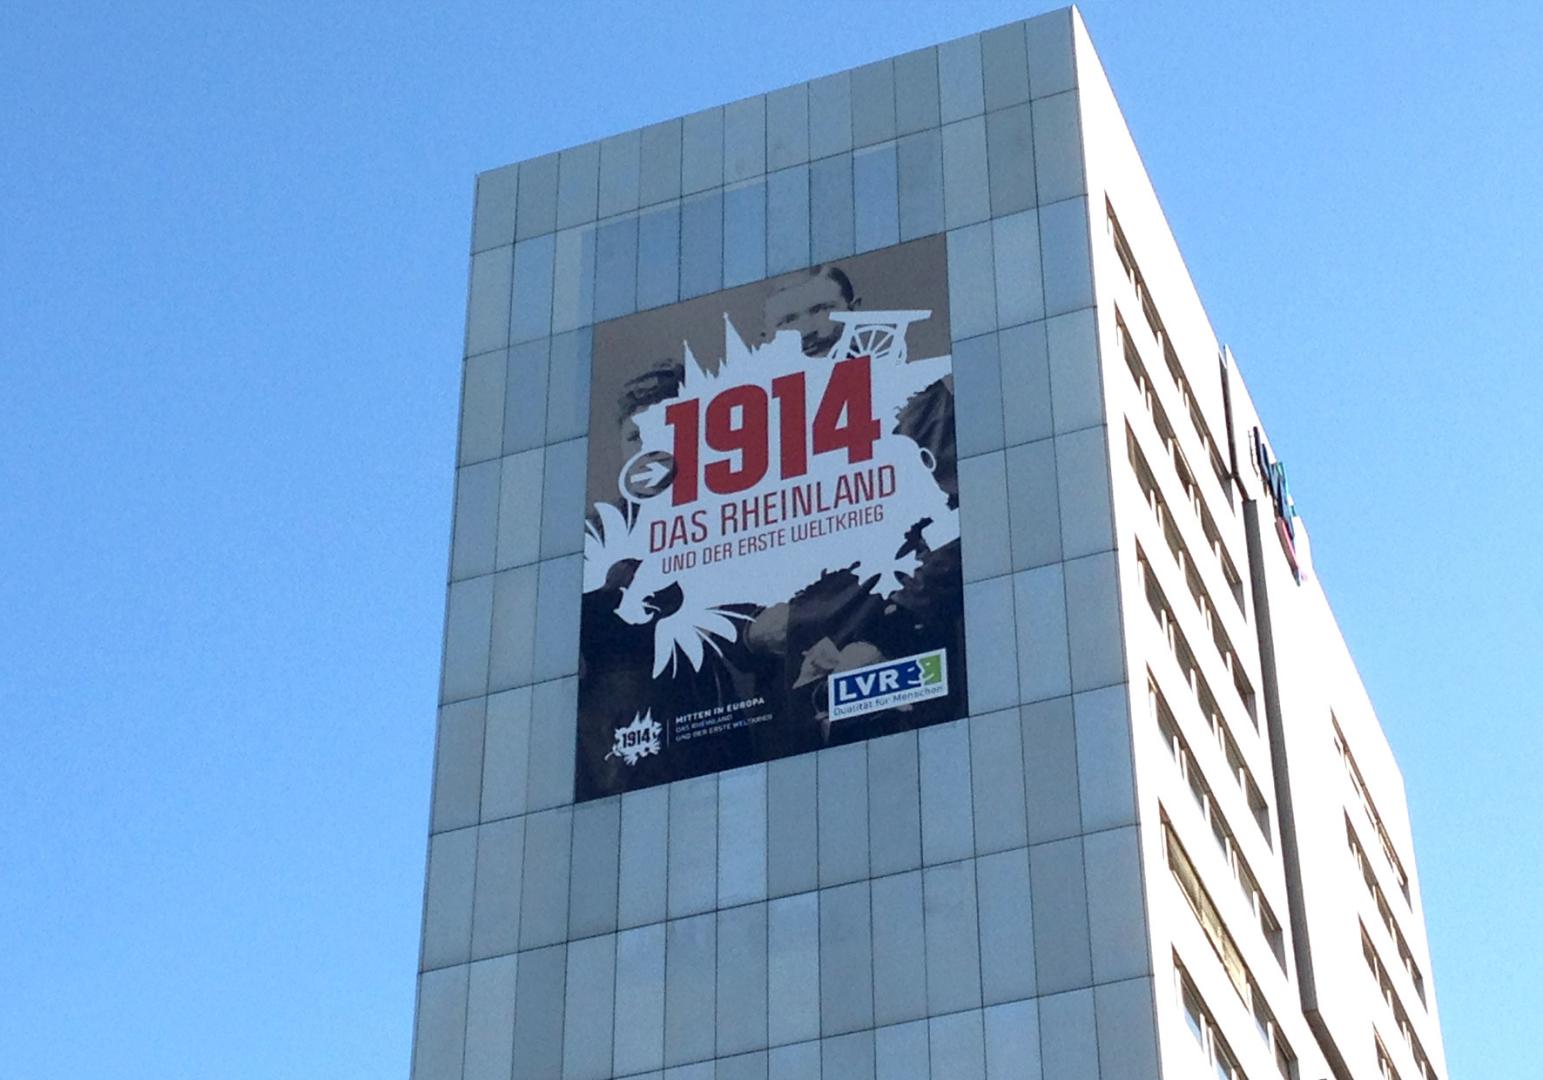 1914
DAS RHEINLAND
UND DER ERSTE WELTKRIEG
LVR
Qualität für Menschen
1914
MITTEN IN EUROPA
DAS RHEINLAND
UND DER ERSTE WELTKRIEG